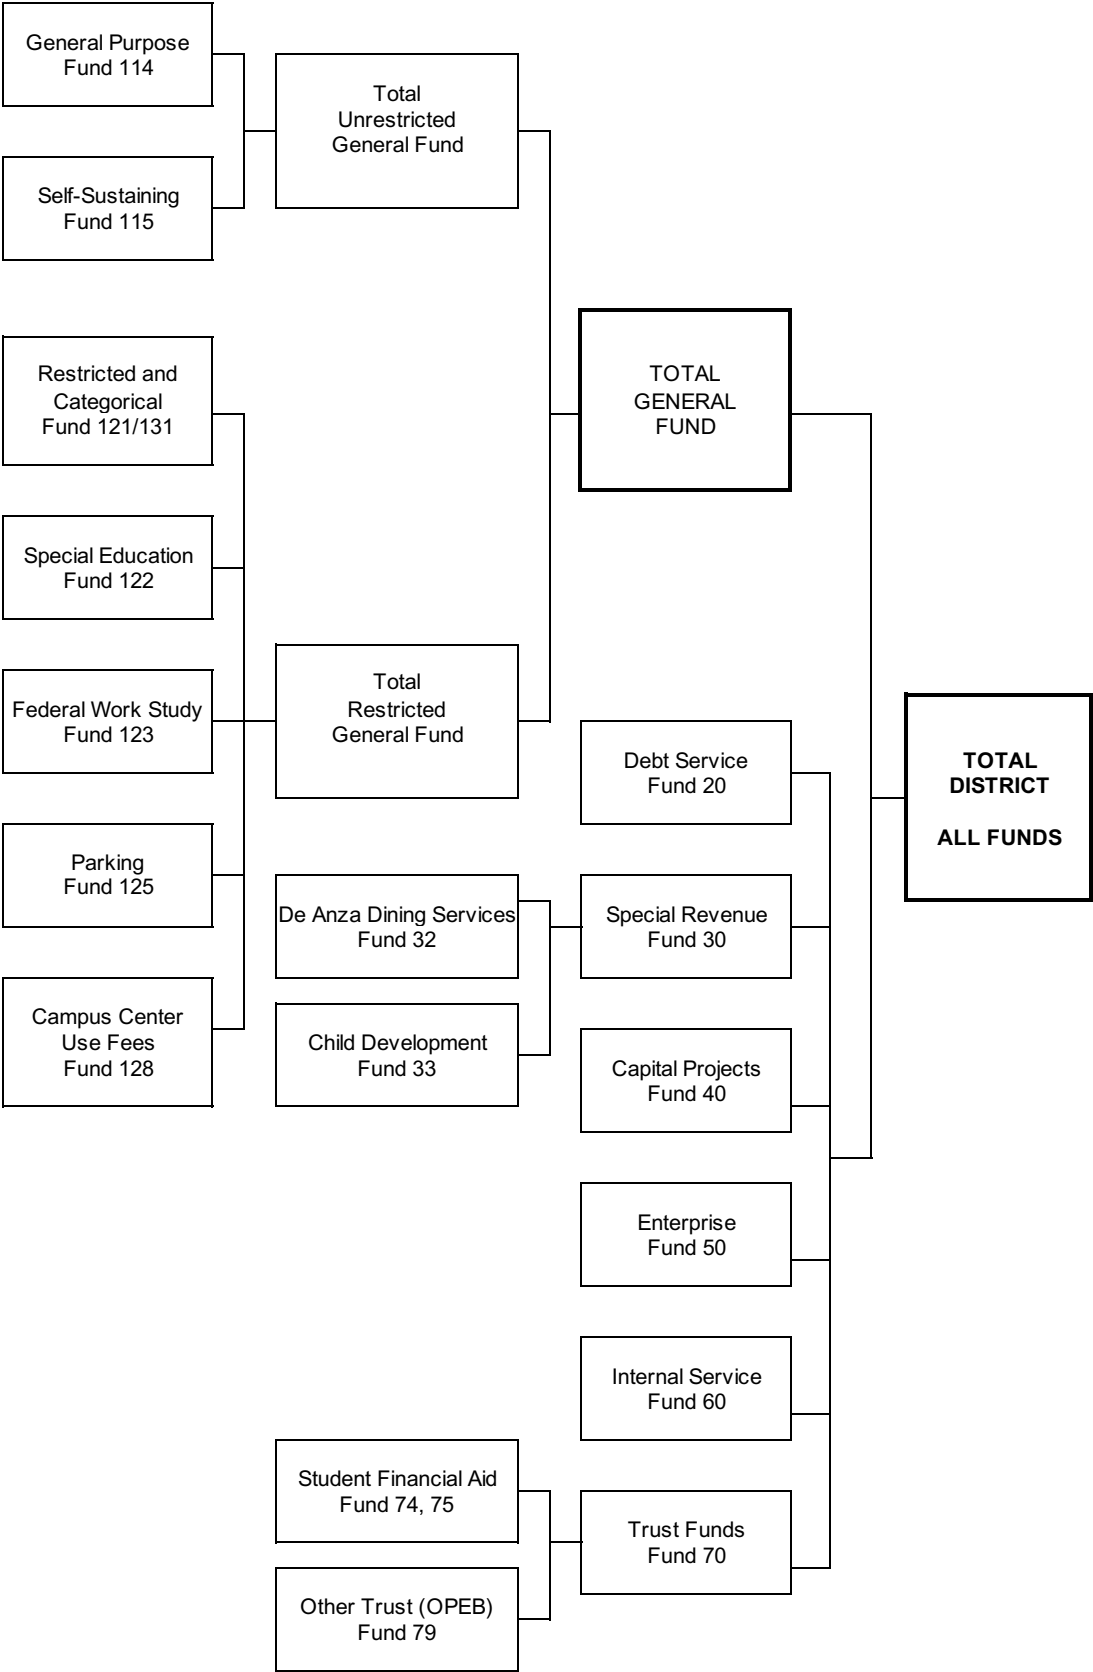 General Purpose
Fund 114
Self-Sustaining
Fund 115
Total
Unrestricted
General Fund
Restricted and
Categorical
Fund 121/131
Special Education
Fund 122
Federal Work Study
Fund 123
Parking
Fund 125
Campus Center
Use Fees
Fund 128
Total
Restricted
General Fund
TOTAL
GENERAL
FUND
Debt Service
Fund 20
De Anza Dining Services
Fund 32
Child Development
Fund 33
Special Revenue
Fund 30
Capital Projects
Fund 40
Enterprise
Fund 50
Internal Service
Fund 60
Student Financial Aid
Fund 74, 75
Other Trust (OPEB)
Fund 79
Trust Funds
Fund 70
TOTAL
DISTRICT
ALL FUNDS